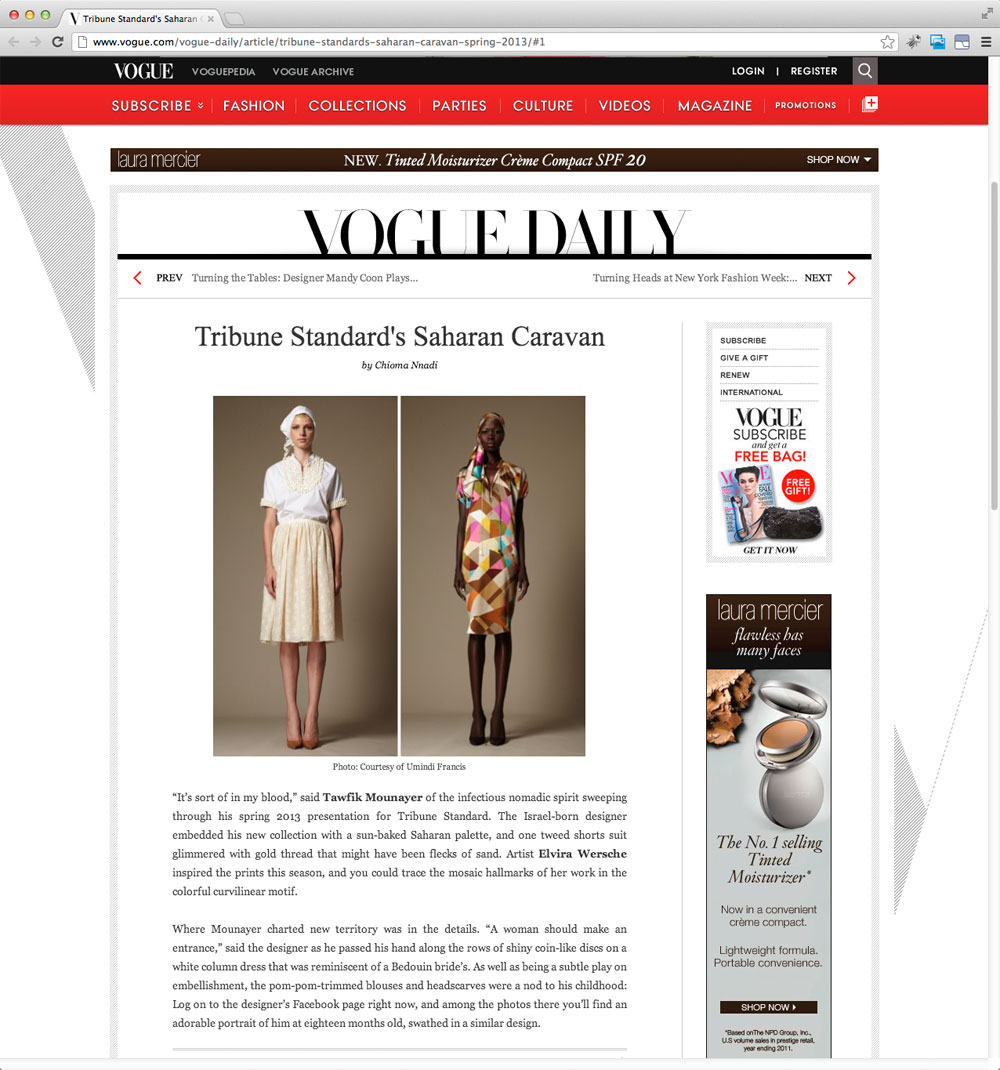 Tribune Standard's Saharan C
www.vogue.com/vogue-daily/article/tribune-standards-saharan-caravan-spring-2013/#1
VOGUE VOGUEPEDIA VOGUE ARCHIVE LOGIN | REGISTER
SUBSCRIBE FASHION COLLECTIONS PARTIES CULTURE VIDEOS MAGAZINE PROMOTIONS
laura mercier NEW. Tinted Moisturizer Crème Compact SPF 20 SHOP NOW
VOGUE DAILY
PREV Turning the Tables: Designer Mandy Coon Plays... Turning Heads at New York Fashion Week:... NEXT
Tribune Standard's Saharan Caravan
by Chioma Nnadi
Photo: Courtesy of Umindi Francis
“It’s sort of in my blood,” said Tawfik Mounayer of the infectious nomadic spirit sweeping
through his spring 2013 presentation for Tribune Standard. The Israel-born designer
embedded his new collection with a sun-baked Saharan palette, and one tweed shorts suit
glimmered with gold thread that might have been flecks of sand. Artist Elvira Wersche
inspired the prints this season, and you could trace the mosaic hallmarks of her work in the
colorful curvilinear motif.
Where Mounayer charted new territory was in the details. “A woman should make an
entrance,” said the designer as he passed his hand along the rows of shiny coin-like discs on a
white column dress that was reminiscent of a Bedouin bride’s. As well as being a subtle play on
embellishment, the pom-pom-trimmed blouses and headscarves were a nod to his childhood:
Log on to the designer’s Facebook page right now, and among the photos there you’ll find an
adorable portrait of him at eighteen months old, swathed in a similar design.
SUBSCRIBE
GIVE A GIFT
RENEW
INTERNATIONAL
VOGUE
SUBSCRIBE
and get a
FREE BAG!
VOGUE
FREE
GIFT!
GET IT NOW
laura mercier
flawless has
many faces
The No. 1 selling
Tinted
Moisturizer*
Now in a convenient
crème compact.
Lightweight formula.
Portable convenience.
SHOP NOW
*Based onThe NPD Group, Inc.,
U.S volume sales in prestige retail,
year ending 2011.